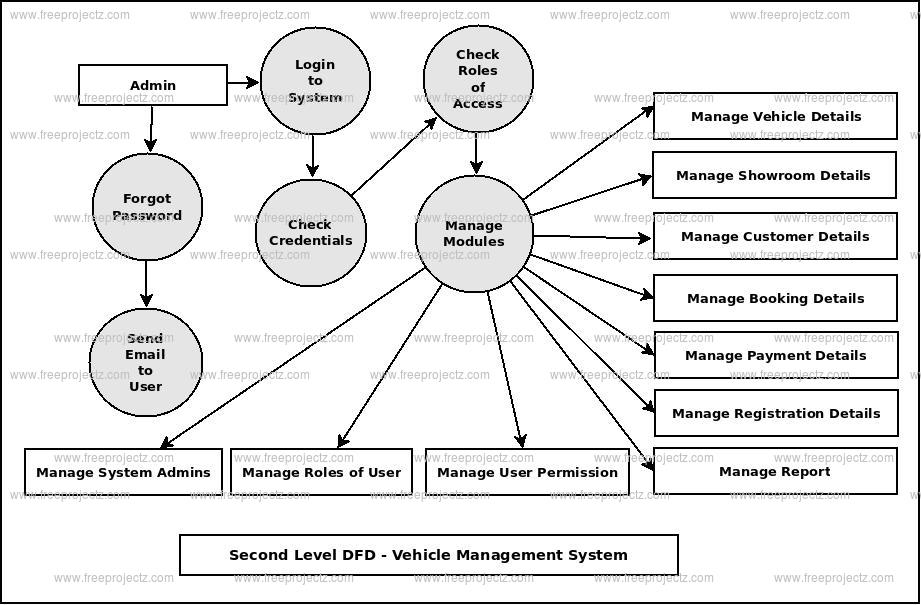 Admin
Login
to
System
Check
Roles
of
Access
Forgot
Password
Check
Credentials
Manage
Modules
Send
Email
to
User
Manage Vehicle Details
Manage Showroom Details
Manage Customer Details
Manage Booking Details
Manage Payment Details
Manage Registration Details
Manage Report
Manage System Admins
Manage Roles of User
Manage User Permission
Second Level DFD - Vehicle Management System
www.freeprojectz.com